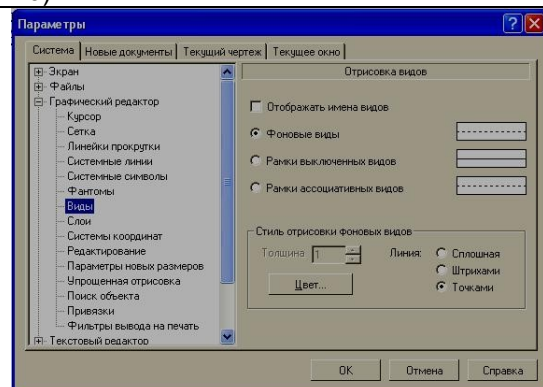 Параметры
Система Новые документы Текущий чертеж Текущее окно
Экран
Файлы
Графический редактор
Курсор
Сетка
Линейки прокрутки
Системные линии
Системные символы
Фантомы
Виды
Слои
Системы координат
Редактирование
Параметры новых размеров
Упрощенная отрисовка
Поиск объекта
Привязки
Фильтры вывода на печать
Текстовый редактор
Отрисовка видов
Отображать имена видов
Фоновые виды
Рамки выключенных видов
Рамки ассоциативных видов
Стиль отрисовки фоновых видов
Толщина 1 Линия: Сплошная
Штрихами
Цвет... Точками
OK Отмена Справка